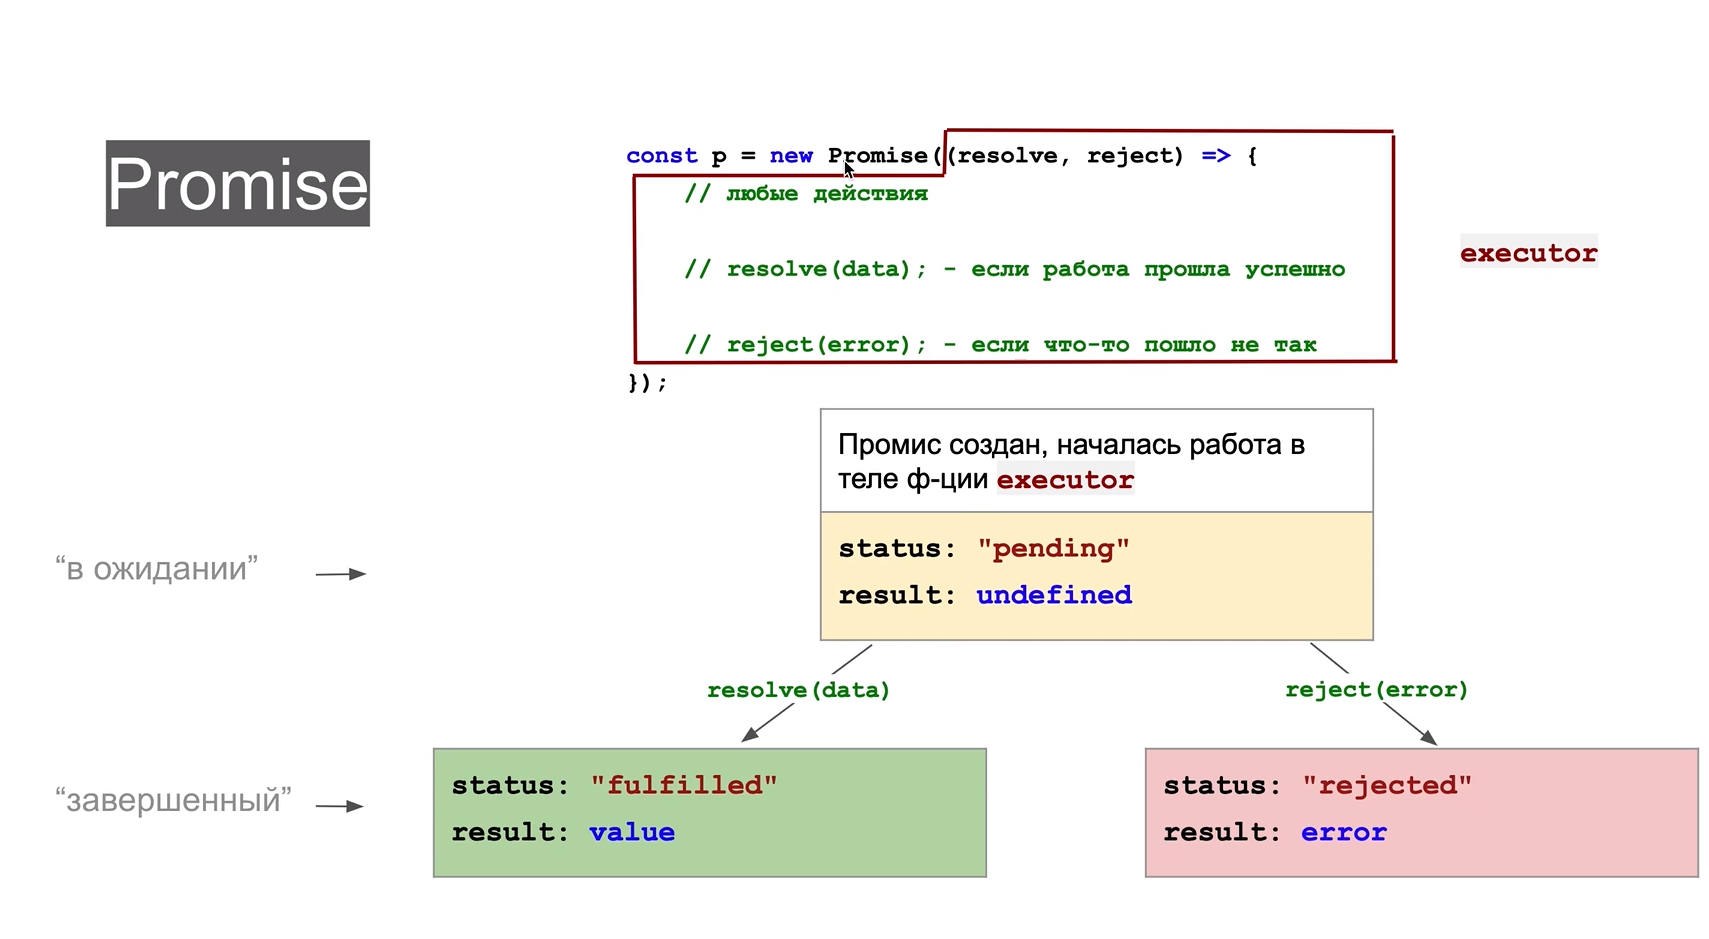 Promise
const p = new Promise((resolve, reject) => {
// любые действия
// resolve(data); - если работа прошла успешно
// reject(error); - если что-то пошло не так
});
executor
Промис создан, началась работа в
теле ф-ции executor
“в ожидании”
status: "pending"
result: undefined
resolve(data)
reject(error)
“завершенный”
status: "fulfilled"
result: value
status: "rejected"
result: error